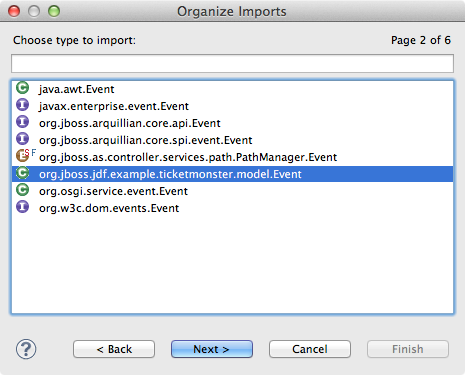 Organize Imports
Choose type to import: Page 2 of 6
C java.awt.Event
I javax.enterprise.event.Event
I org.jboss.arquillian.core.api.Event
I org.jboss.arquillian.core.spi.event.Event
E S F org.jboss.as.controller.services.path.PathManager.Event
C org.jboss.jdf.example.ticketmonster.model.Event
C org.osgi.service.event.Event
I org.w3c.dom.events.Event
? < Back Next > Cancel Finish